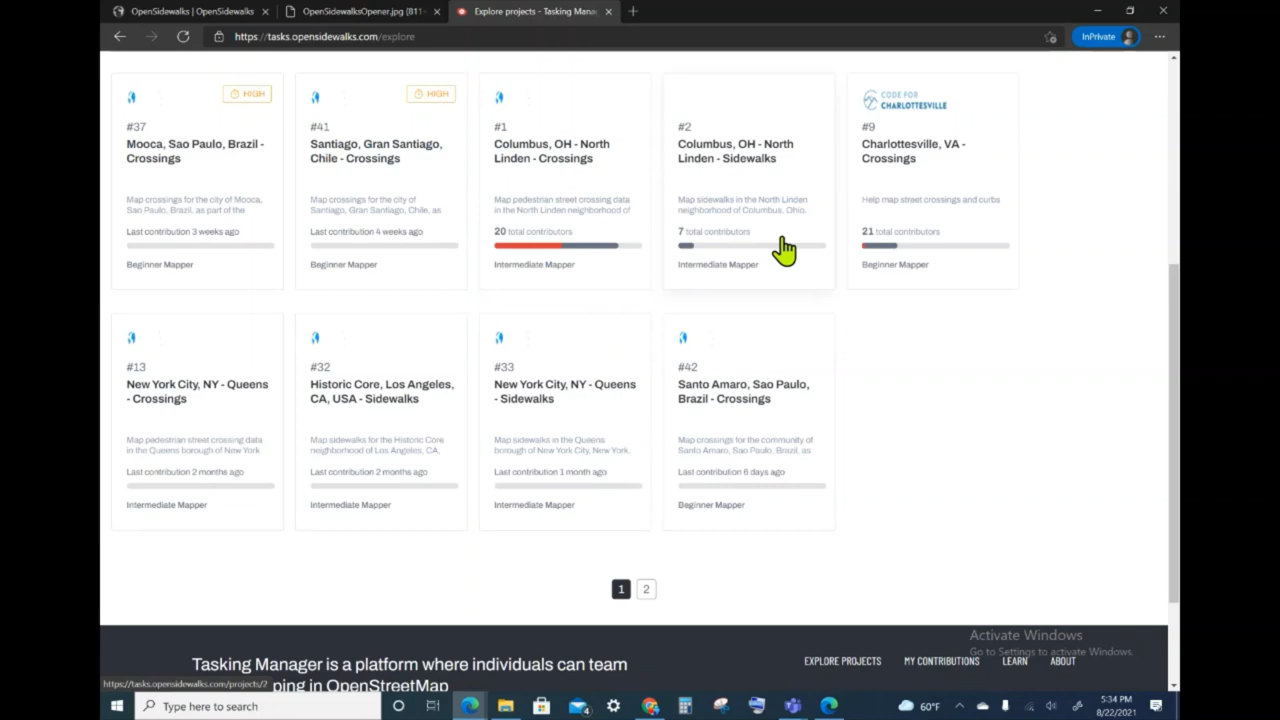 OpenSidewalks | OpenSidewalks
OpenSidewalksOpener.jpg (811
Explore projects - Tasking Mana
https://tasks.opensidewalks.com/explore
InPrivate
HIGH
#37
Mooca, Sao Paulo, Brazil -
Crossings
Map crossings for the city of Mooca,
Sao Paulo, Brazil, as part of the
Last contribution 3 weeks ago
Beginner Mapper
HIGH
#41
Santiago, Gran Santiago,
Chile - Crossings
Map crossings for the city of
Santiago, Gran Santiago, Chile, as
Last contribution 4 weeks ago
Beginner Mapper
#1
Columbus, OH - North
Linden - Crossings
Map pedestrian street crossing data
in the North Linden neighborhood of
20 total contributors
Intermediate Mapper
#2
Columbus, OH - North
Linden - Sidewalks
Map sidewalks in the North Linden
neighborhood of Columbus, Ohio.
7 total contributors
Intermediate Mapper
CODE FOR
CHARLOTTESVILLE
#9
Charlottesville, VA -
Crossings
Help map street crossings and curbs
21 total contributors
Beginner Mapper
#13
New York City, NY - Queens
- Crossings
Map pedestrian street crossing data
in the Queens borough of New York
Last contribution 2 months ago
Intermediate Mapper
#32
Historic Core, Los Angeles,
CA, USA - Sidewalks
Map sidewalks for the Historic Core
neighborhood of Los Angeles, CA,
Last contribution 2 months ago
Intermediate Mapper
#33
New York City, NY - Queens
- Sidewalks
Map sidewalks in the Queens
borough of New York City, New York.
Last contribution 1 month ago
Intermediate Mapper
#42
Santo Amaro, Sao Paulo,
Brazil - Crossings
Map crossings for the community of
Santo Amaro, Sao Paulo, Brazil, as
Last contribution 6 days ago
Beginner Mapper
1 2
Activate Windows
Go to Settings to activate Windows.
Tasking Manager is a platform where individuals can team
EXPLORE PROJECTS MY CONTRIBUTIONS LEARN ABOUT
https://tasks.opensidewalks.com/projects/2
ping in OpenStreetMap
Type here to search
4
60°F
5:34 PM
8/22/2021